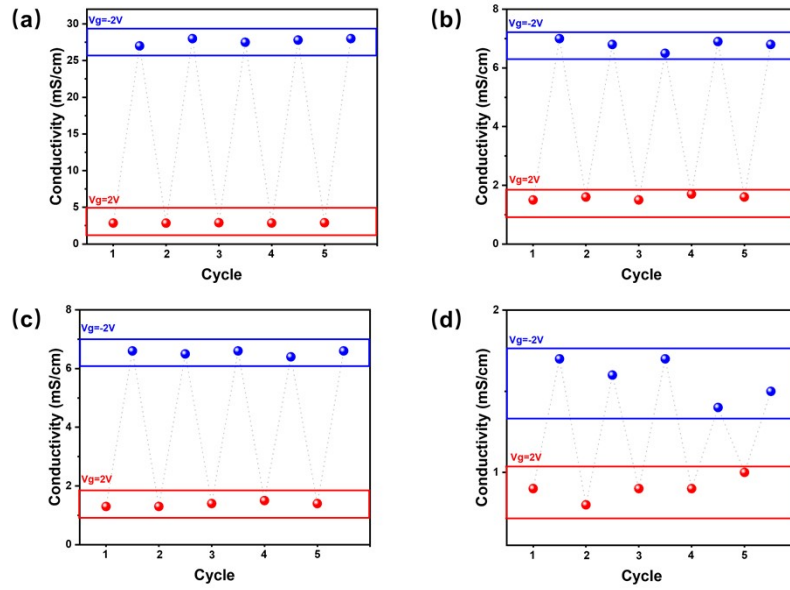 (a)
Conductivity (mS/cm)
30
25
20
15
10
5
0
Vg=-2V
Vg=2V
1 2 3 4 5
Cycle
(b)
Conductivity (mS/cm)
8
6
4
2
0
Vg=-2V
Vg=2V
1 2 3 4 5
Cycle
(c)
Conductivity (mS/cm)
8
6
4
2
0
Vg=-2V
Vg=2V
1 2 3 4 5
Cycle
(d)
Conductivity (mS/cm)
2
1
Vg=-2V
Vg=2V
1 2 3 4 5
Cycle